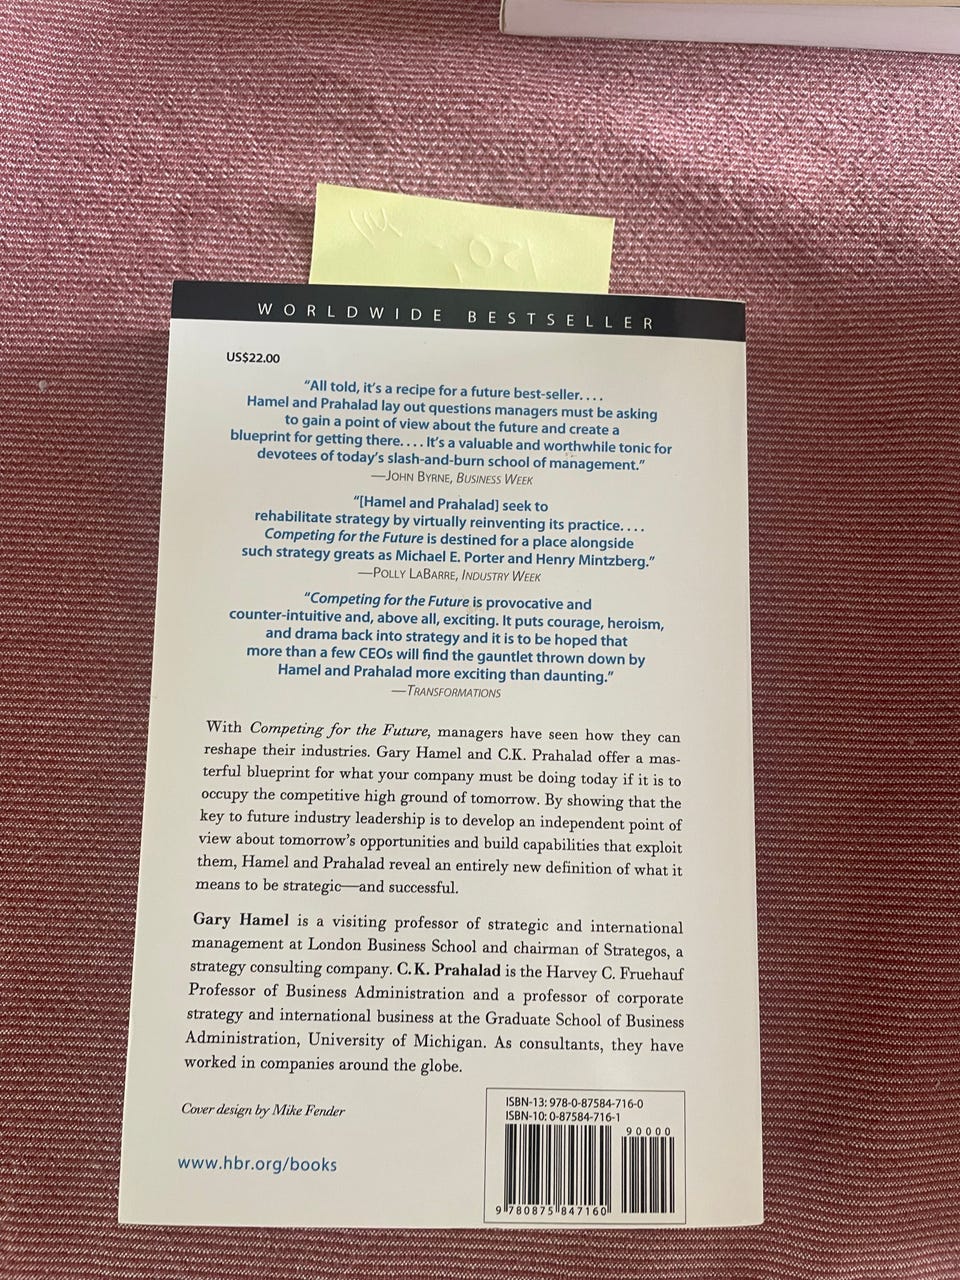 WORLDWIDE BESTSELLER
US$22.00
“All told, it’s a recipe for a future best-seller. . . .
Hamel and Prahalad lay out questions managers must be asking
to gain a point of view about the future and create a
blueprint for getting there. . . . It’s a valuable and worthwhile tonic for
devotees of today’s slash-and-burn school of management.”
—John Byrne, Business Week
“[Hamel and Prahalad] seek to
rehabilitate strategy by virtually reinventing its practice. . . .
Competing for the Future is destined for a place alongside
such strategy greats as Michael E. Porter and Henry Mintzberg.”
—Polly LaBarre, Industry Week
“Competing for the Future is provocative and
counter-intuitive and, above all, exciting. It puts courage, heroism,
and drama back into strategy and it is to be hoped that
more than a few CEOs will find the gauntlet thrown down by
Hamel and Prahalad more exciting than daunting.”
—Transformations
With Competing for the Future, managers have seen how they can
reshape their industries. Gary Hamel and C.K. Prahalad offer a mas-
terful blueprint for what your company must be doing today if it is to
occupy the competitive high ground of tomorrow. By showing that the
key to future industry leadership is to develop an independent point of
view about tomorrow’s opportunities and build capabilities that exploit
them, Hamel and Prahalad reveal an entirely new definition of what it
means to be strategic—and successful.
Gary Hamel is a visiting professor of strategic and international
management at London Business School and chairman of Strategos, a
strategy consulting company. C.K. Prahalad is the Harvey C. Fruehauf
Professor of Business Administration and a professor of corporate
strategy and international business at the Graduate School of Business
Administration, University of Michigan. As consultants, they have
worked in companies around the globe.
Cover design by Mike Fender
www.hbr.org/books
ISBN-13: 978-0-87584-716-0
ISBN-10: 0-87584-716-1
90000
9 780875 847160